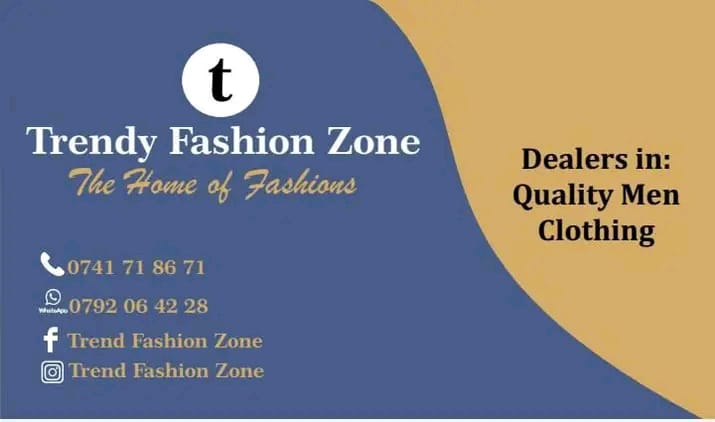 t
Trendy Fashion Zone
The Home of Fashions
0741 71 86 71
WhatsApp 0792 06 42 28
f Trend Fashion Zone
Trend Fashion Zone
Dealers in:
Quality Men
Clothing